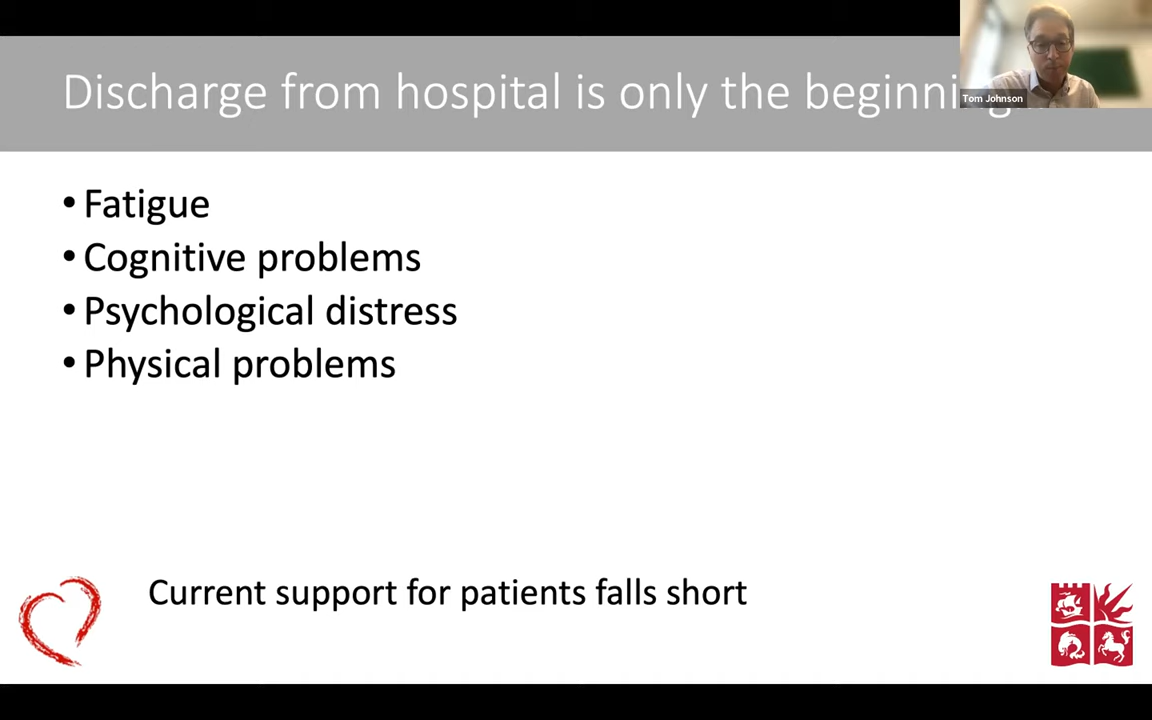 Discharge from hospital is only the
Tom Johnson
• Fatigue
• Cognitive problems
• Psychological distress
• Physical problems
Current support for patients falls short